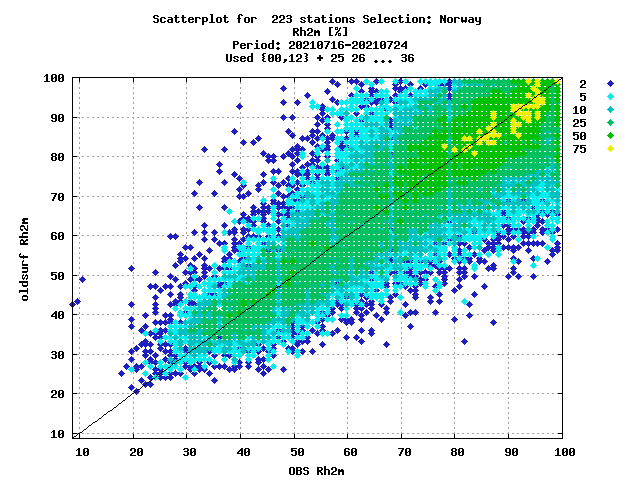 Scatterplot for  223 stations Selection: Norway
Rh2m [%]
Period: 20210716-20210724
Used {00,12} + 25 26 ... 36
100
90
80
70
60
50
40
30
20
10
oldsurf Rh2m
10 20 30 40 50 60 70 80 90 100
OBS Rh2m
2
5
10
25
50
75